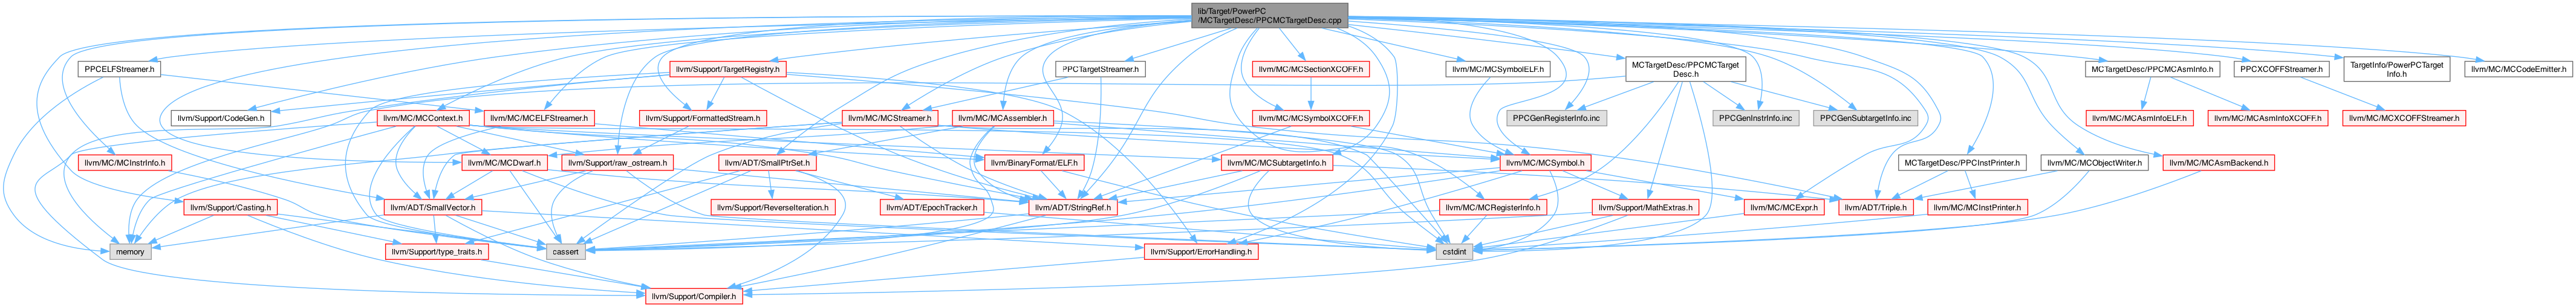 lib/Target/PowerPC
/MCTargetDesc/PPCMCTargetDesc.cpp
PPCELFStreamer.h
llvm/Support/TargetRegistry.h
PPCTargetStreamer.h
llvm/MC/MCSectionXCOFF.h
llvm/MC/MCSymbolELF.h
MCTargetDesc/PPCMCTarget
Desc.h
MCTargetDesc/PPCMCAsmInfo.h
PPCXCOFFStreamer.h
TargetInfo/PowerPCTarget
Info.h
llvm/MC/MCCodeEmitter.h
llvm/Support/CodeGen.h
llvm/MC/MCContext.h
llvm/MC/MCELFStreamer.h
llvm/Support/FormattedStream.h
llvm/MC/MCStreamer.h
llvm/MC/MCAssembler.h
llvm/MC/MCSymbolXCOFF.h
PPCGenRegisterInfo.inc
PPCGenInstrInfo.inc
PPCGenSubtargetInfo.inc
llvm/MC/MCAsmInfoELF.h
llvm/MC/MCAsmInfoXCOFF.h
llvm/MC/MCXCOFFStreamer.h
llvm/MC/MCInstrInfo.h
llvm/MC/MCDwarf.h
llvm/Support/raw_ostream.h
llvm/ADT/SmallPtrSet.h
llvm/BinaryFormat/ELF.h
llvm/MC/MCSubtargetInfo.h
llvm/MC/MCSymbol.h
MCTargetDesc/PPCInstPrinter.h
llvm/MC/MCObjectWriter.h
llvm/MC/MCAsmBackend.h
llvm/Support/Casting.h
llvm/ADT/SmallVector.h
llvm/Support/ReverseIteration.h
llvm/ADT/EpochTracker.h
llvm/ADT/StringRef.h
llvm/MC/MCRegisterInfo.h
llvm/Support/MathExtras.h
llvm/MC/MCExpr.h
llvm/ADT/Triple.h
llvm/MC/MCInstPrinter.h
memory
llvm/Support/type_traits.h
cassert
llvm/Support/ErrorHandling.h
cstdint
llvm/Support/Compiler.h